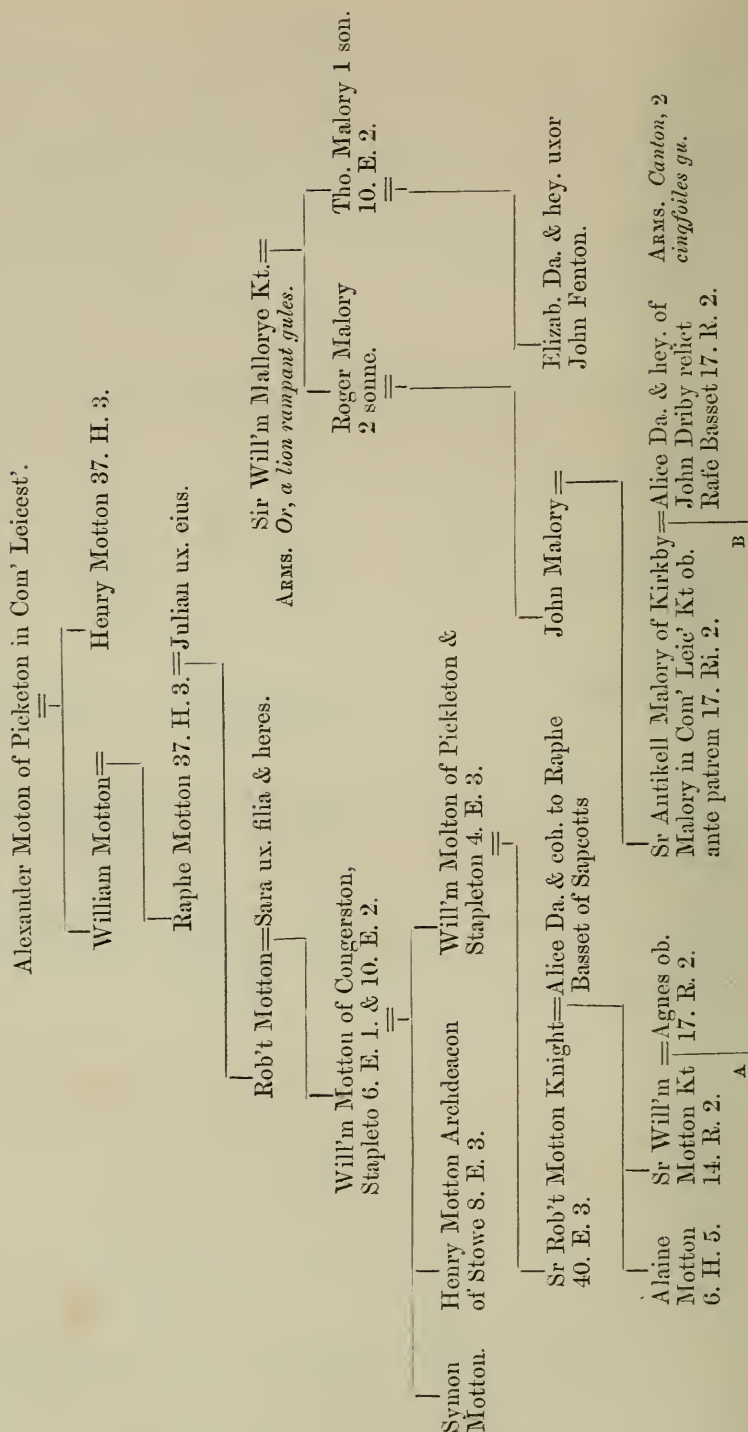 Alexander Moton of Picketon in Com' Leicest'.
William Motton
Henry Motton 37. H. 3.
Raphe Motton 37. H. 3.=Julian ux. eius.
Rob't Motton=Sara ux. filia & heres.
Sir Will'm Mallorye Kt.=
ARMS. Or, a lion rampant gules.
Will'm Motton of Congerston,
Stapleto 6. E. 1. & 10. E. 2.
Roger Malory
2 sonne.
Tho. Malory 1 son.
10. E. 2.
Symon
Motton.
Henry Motton Archdeacon
of Stowe 8. E. 3.
Will'm Molton of Pickleton &
Stapleton 4. E. 3.
Sr Rob't Motton Knight=Alice Da. & coh. to Raphe
40. E. 3.
Basset of Sapcotts
John Malory=
Elizab. Da. & hey. uxor
John Fenton.
Alaine
Motton
6. H. 5.
Sr Will'm =Agnes ob.
Motton Kt 17. R. 2.
14. R. 2.
A
Sr Antikell Malory of Kirkby=Alice Da. & hey. of
Malory in Com' Leic' Kt ob.
ante patrem 17. Ri. 2.
John Driby relict
Rafe Basset 17. R. 2.
B
ARMS. Canton, 2
cinqfoiles gu.